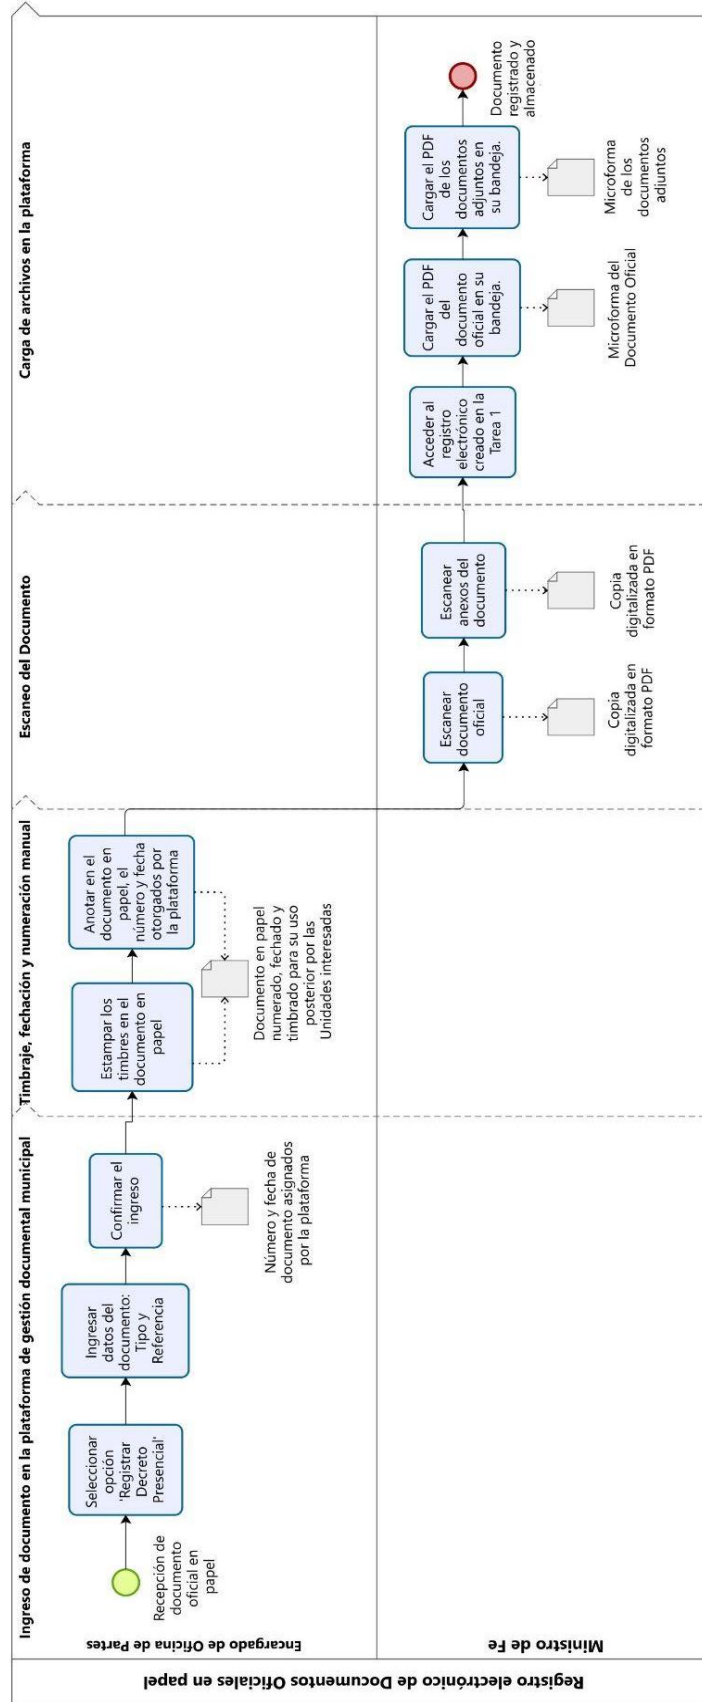 Registro electrónico de Documentos Oficiales en papel
Encargado de Oficina de Partes
Ministro de Fe
Ingreso de documento en la plataforma de gestión documental municipal
Timbraje, fechación y numeración manual
Escaneo del Documento
Carga de archivos en la plataforma
Recepción de
documento
oficial en
papel
Seleccionar
opción
'Registrar
Decreto
Presencial'
Ingresar
datos del
documento:
Tipo y
Referencia
Confirmar el
ingreso
Número y fecha de
documento asignados
por la plataforma
Estampar los
timbres en el
documento en
papel
Anotar en el
documento en
papel, el
número y fecha
otorgados por
la plataforma
Documento en papel
numerado, fechado y
timbrado para su uso
posterior por las
Unidades interesadas
Escanear
documento
oficial
Copia
digitalizada en
formato PDF
Escanear
anexos del
documento
Copia
digitalizada en
formato PDF
Acceder al
registro
electrónico
creado en la
Tarea 1
Cargar el PDF
del
documento
oficial en su
bandeja.
Microforma del
Documento Oficial
Cargar el PDF
de los
documentos
adjuntos en
su bandeja.
Microforma
de los
documentos
adjuntos
Documento
registrado y
almacenado